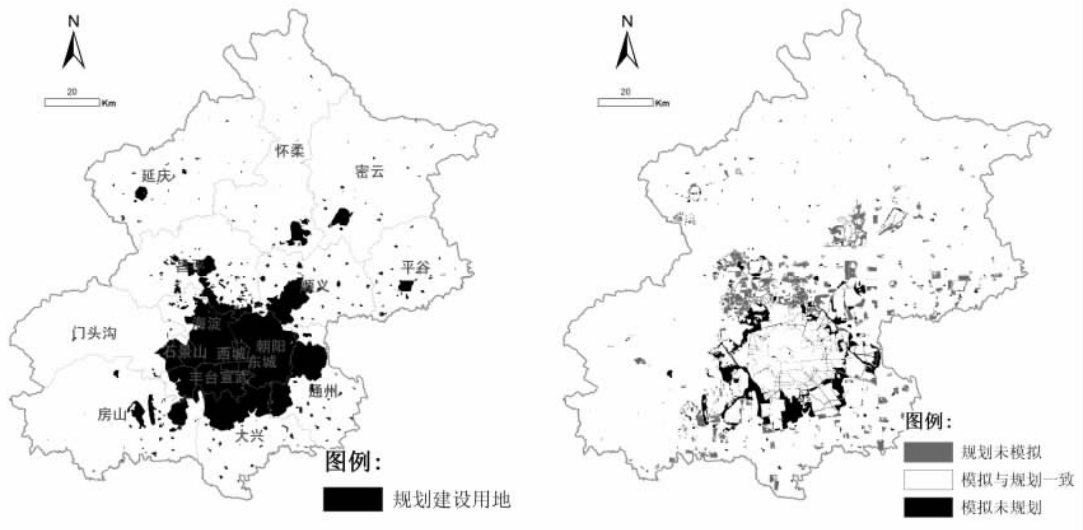 N
20
Km
怀柔
延庆
密云
昌平
平谷
顺义
门头沟
海淀
朝阳
石景山
西城
东城
丰台
宣武
通州
房山
大兴
图例：
规划建设用地
N
20
Km
图例：
规划未模拟
模拟与规划一致
模拟未规划